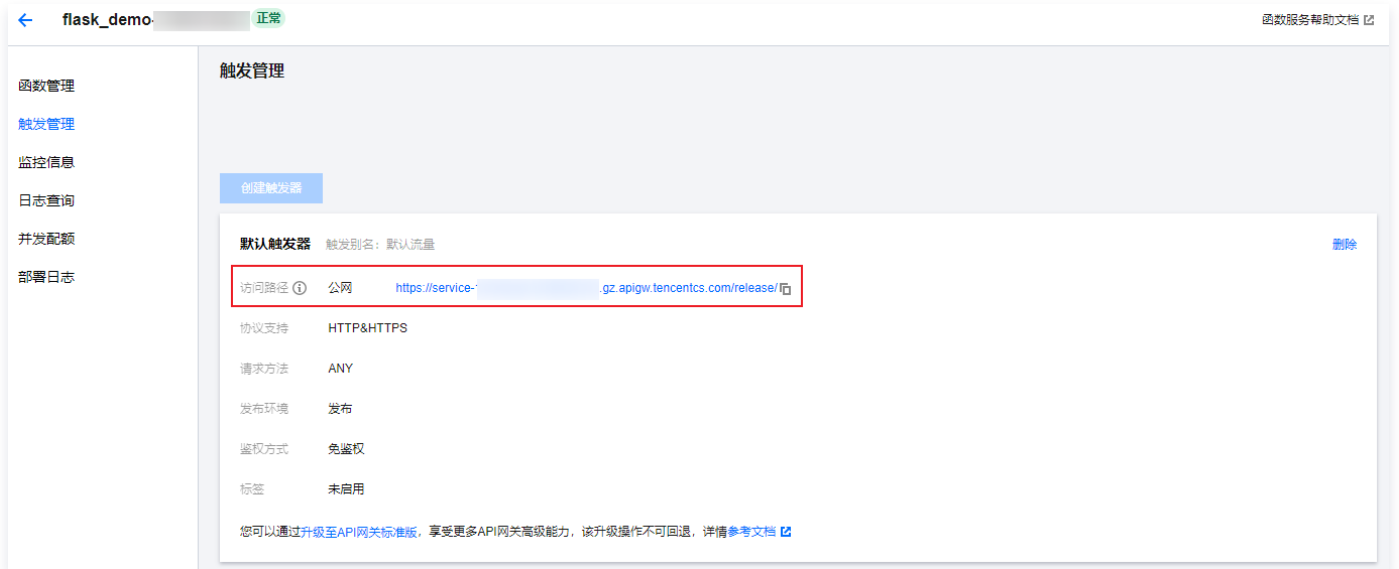 flask_demo- 正常
函数服务帮助文档
函数管理
触发管理
监控信息
日志查询
并发配额
部署日志
触发管理
创建触发器
默认触发器 触发别名：默认流量 删除
访问路径 公网 https://service- .gz.apigw.tencentcs.com/release/
协议支持 HTTP&HTTPS
请求方法 ANY
发布环境 发布
鉴权方式 免鉴权
标签 未启用
您可以通过升级至API网关标准版，享受更多API网关高级能力，该升级操作不可回退，详情参考文档